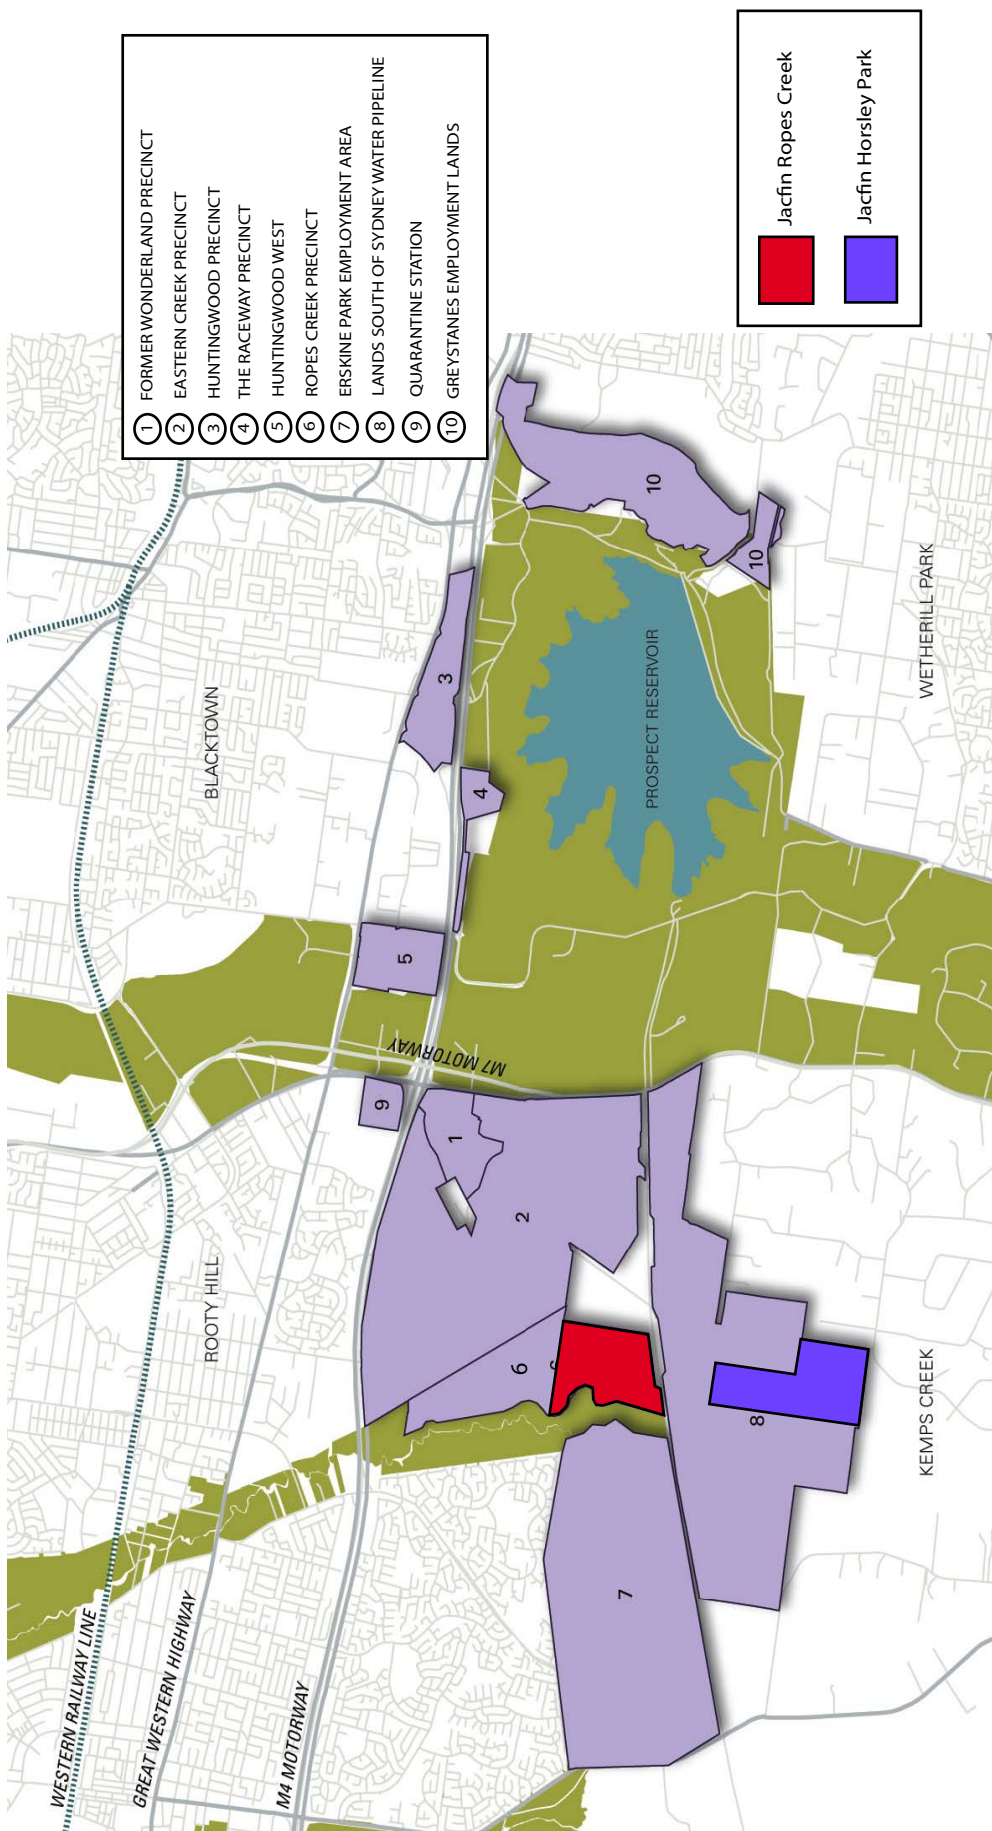 1 FORMER WONDERLAND PRECINCT
2 EASTERN CREEK PRECINCT
3 HUNTINGWOOD PRECINCT
4 THE RACEWAY PRECINCT
5 HUNTINGWOOD WEST
6 ROPES CREEK PRECINCT
7 ERSKINE PARK EMPLOYMENT AREA
8 LANDS SOUTH OF SYDNEY WATER PIPELINE
9 QUARANTINE STATION
10 GREYSTANES EMPLOYMENT LANDS
Jacfin Ropes Creek
Jacfin Horsley Park
WESTERN RAILWAY LINE
GREAT WESTERN HIGHWAY
M4 MOTORWAY
ROOTY HILL
BLACKTOWN
M7 MOTORWAY
9
5
3
4
1
2
6
6
7
8
10
10
PROSPECT RESERVOIR
KEMPS CREEK
WETHERILL PARK